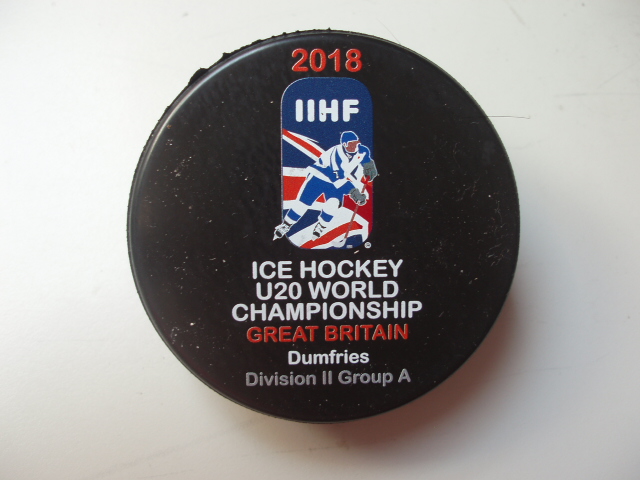 2018
IIHF
ICE HOCKEY
U20 WORLD
CHAMPIONSHIP
GREAT BRITAIN
Dumfries
Division II Group A